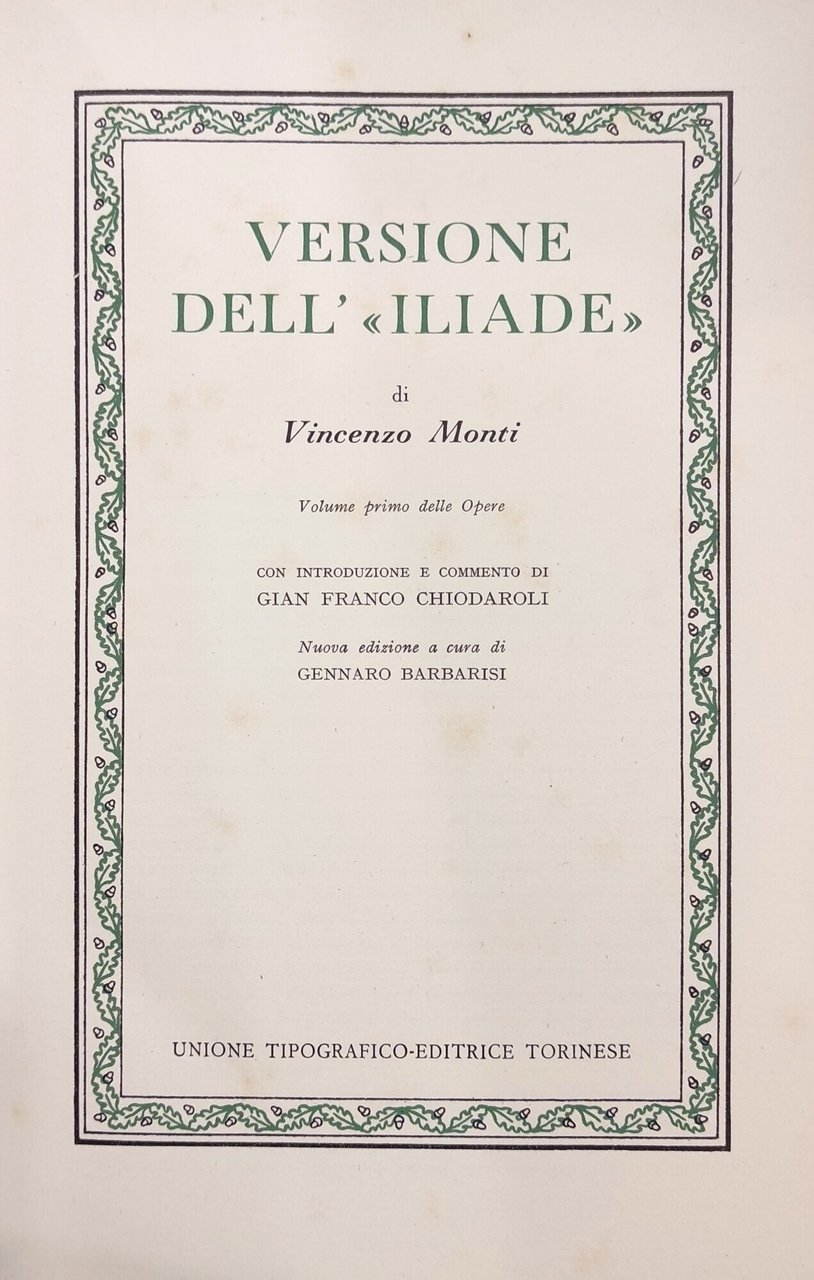 VERSIONE
DELL' «ILIADE»
di
Vincenzo Monti
Volume primo delle Opere
CON INTRODUZIONE E COMMENTO DI
GIAN FRANCO CHIODAROLI
Nuova edizione a cura di
GENNARO BARBARISI
UNIONE TIPOGRAFICO-EDITRICE TORINESE